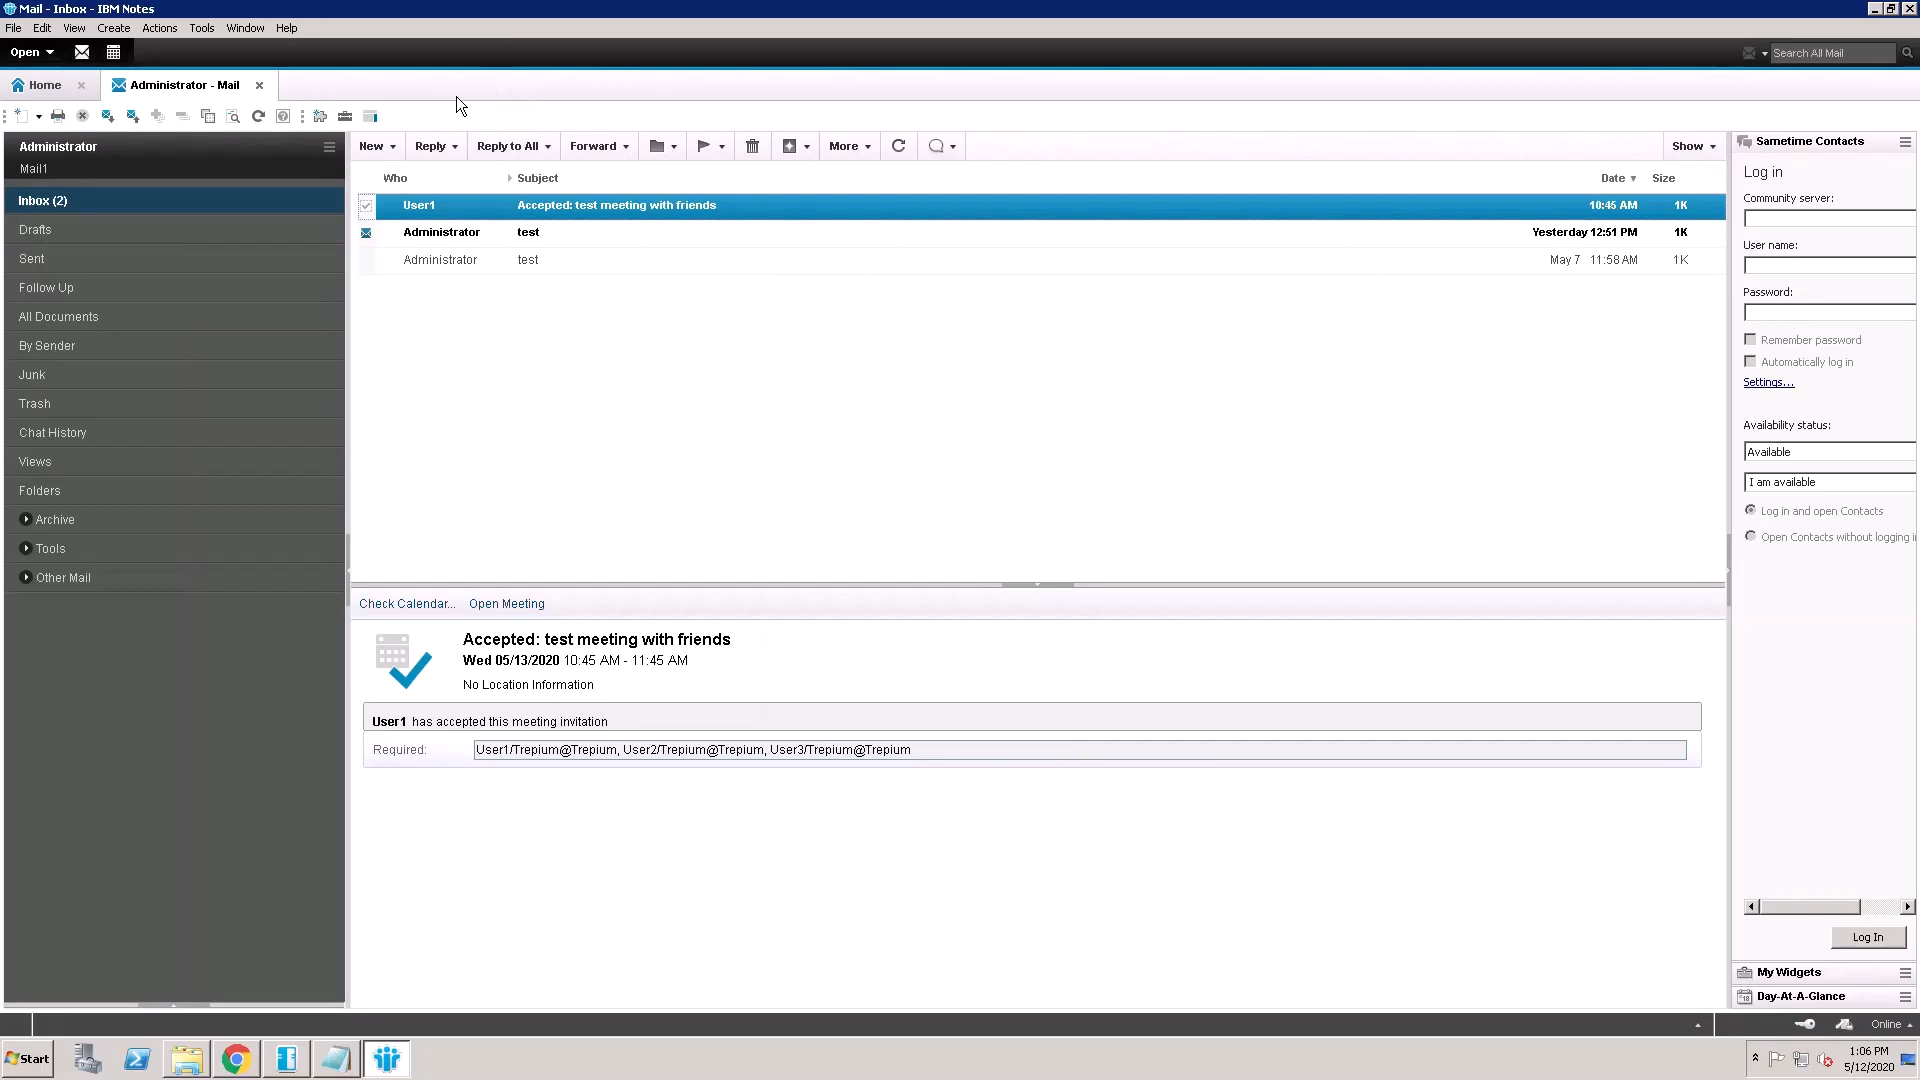 Mail - Inbox - IBM Notes
File Edit View Create Actions Tools Window Help
Open
Search All Mail
Home
Administrator - Mail
Administrator
Mail1
Inbox (2)
Drafts
Sent
Follow Up
All Documents
By Sender
Junk
Trash
Chat History
Views
Folders
Archive
Tools
Other Mail
New Reply Reply to All Forward More Show
Who Subject Date Size
User1 Accepted: test meeting with friends 10:45 AM 1K
Administrator test Yesterday 12:51 PM 1K
Administrator test May 7 11:58 AM 1K
Check Calendar... Open Meeting
Accepted: test meeting with friends
Wed 05/13/2020 10:45 AM - 11:45 AM
No Location Information
User1 has accepted this meeting invitation
Required: User1/Trepium@Trepium, User2/Trepium@Trepium, User3/Trepium@Trepium
Sametime Contacts
Log in
Community server:
User name:
Password:
Remember password
Automatically log in
Settings...
Availability status:
Available
I am available
Log in and open Contacts
Open Contacts without logging i
Log In
My Widgets
18 Day-At-A-Glance
Online
Start
1:06 PM
5/12/2020